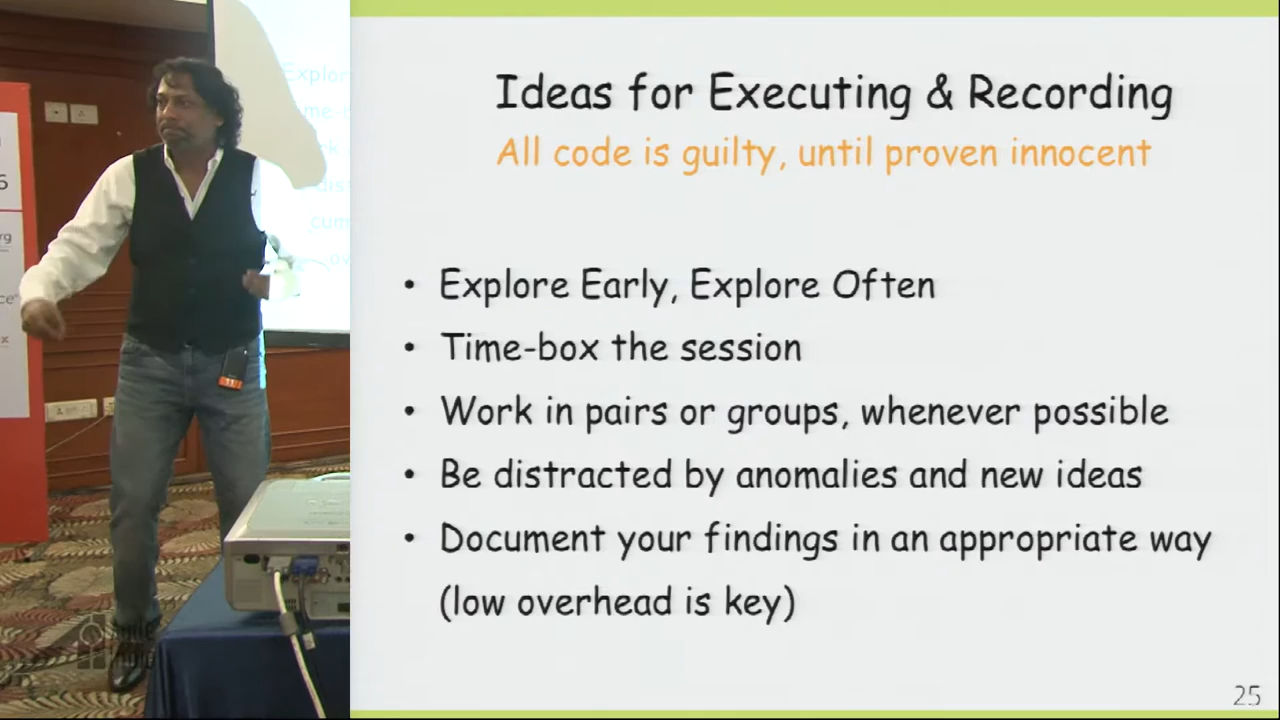 Ideas for Executing & Recording
All code is guilty, until proven innocent
• Explore Early, Explore Often
• Time-box the session
• Work in pairs or groups, whenever possible
• Be distracted by anomalies and new ideas
• Document your findings in an appropriate way
(low overhead is key)
25